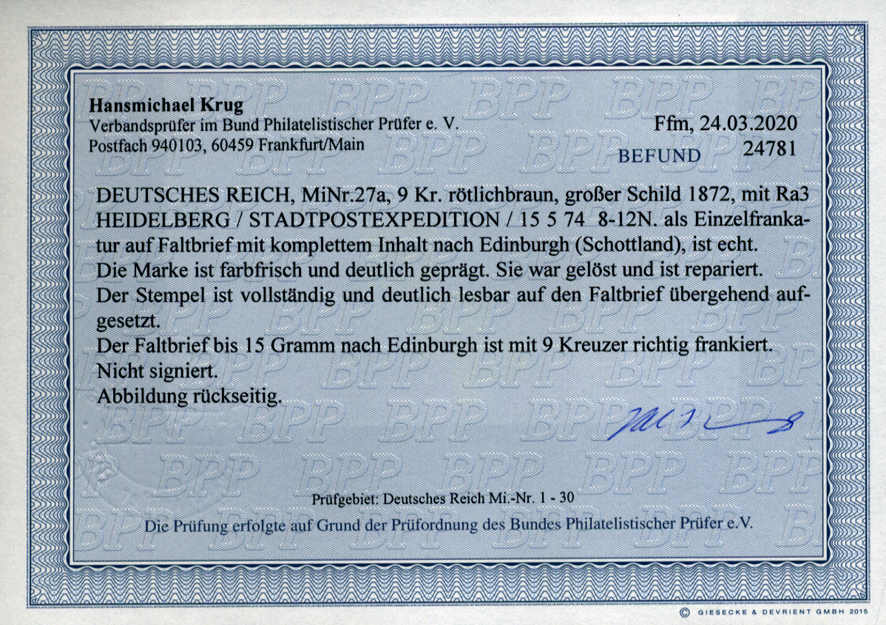 Hansmichael Krug
Verbandsprüfer im Bund Philatelistischer Prüfer e. V.
Postfach 940103, 60459 Frankfurt/Main
Ffm, 24.03.2020
BEFUND 24781
DEUTSCHES REICH, MiNr.27a, 9 Kr. rötlichbraun, großer Schild 1872, mit Ra3
HEIDELBERG / STADTPOSTEXPEDITION / 15 5 74 8-12N. als Einzelfranka-
tur auf Faltbrief mit komplettem Inhalt nach Edinburgh (Schottland), ist echt.
Die Marke ist farbfrisch und deutlich geprägt. Sie war gelöst und ist repariert.
Der Stempel ist vollständig und deutlich lesbar auf den Faltbrief übergehend auf-
gesetzt.
Der Faltbrief bis 15 Gramm nach Edinburgh ist mit 9 Kreuzer richtig frankiert.
Nicht signiert.
Abbildung rückseitig.
Prüfgebiet: Deutsches Reich Mi.-Nr. 1 - 30
Die Prüfung erfolgte auf Grund der Prüfordnung des Bundes Philatelistischer Prüfer e.V.
© GIESECKE & DEVRIENT GMBH 2015